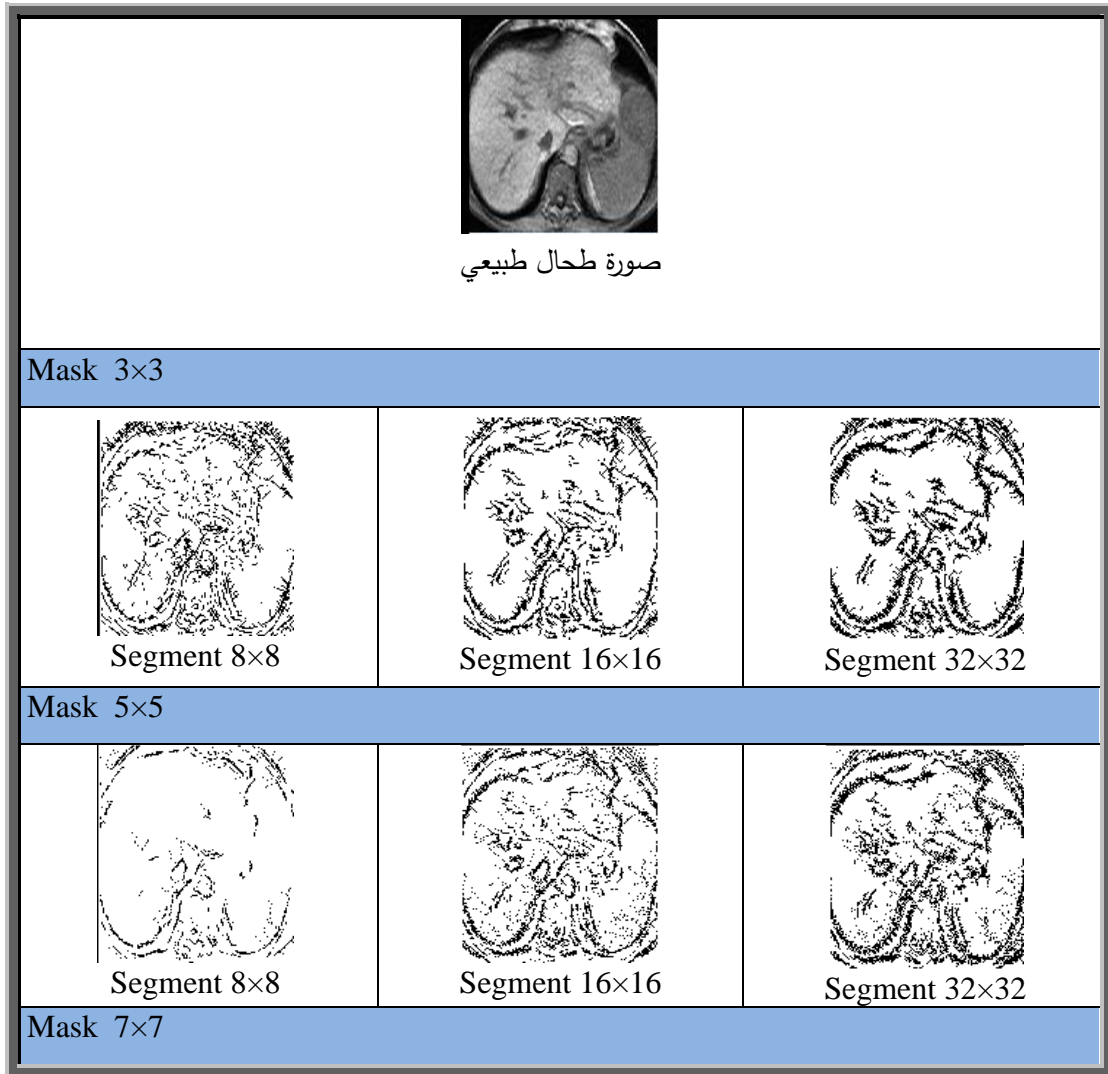 صورة طحال طبيعي
Mask 3×3
Segment 8×8
Segment 16×16
Segment 32×32
Mask 5×5
Segment 8×8
Segment 16×16
Segment 32×32
Mask 7×7